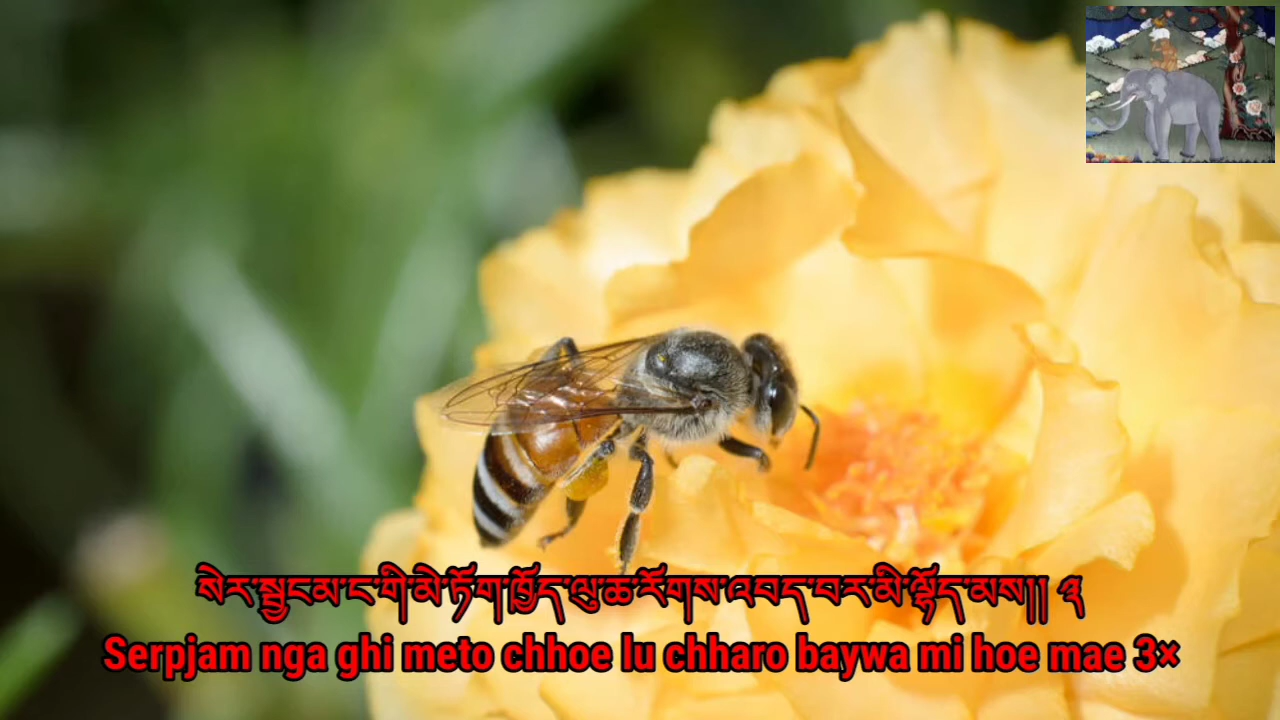 སེར་སྦྱངམ་ང་གི་མེ་ཏོག་ཁྱོད་ལུ་ཆ་རོགས་འབད་བར་མི་ལྷོད་མས།། ༣
Serpjam nga ghi meto chhoe lu chharo baywa mi hoe mae 3×